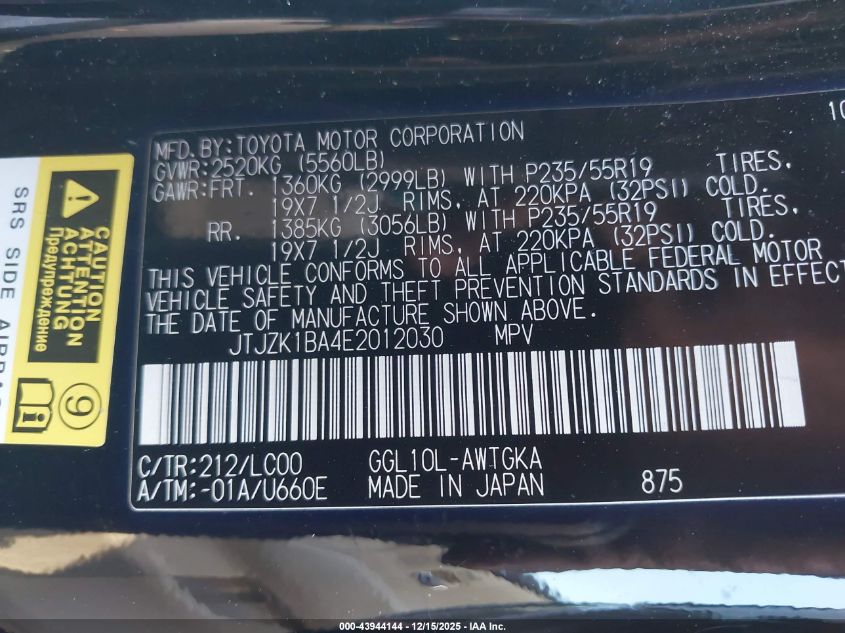 10
MFD. BY: TOYOTA MOTOR CORPORATION
GVWR: 2520KG (5560LB)
GAWR: FRT. 1360KG (2999LB) WITH P235/55R19 TIRES,
19X7 1/2J RIMS, AT 220KPA (32PSI) COLD.
RR. 1385KG (3056LB) WITH P235/55R19 TIRES,
19X7 1/2J RIMS, AT 220KPA (32PSI) COLD.
THIS VEHICLE CONFORMS TO ALL APPLICABLE FEDERAL MOTOR
VEHICLE SAFETY AND THEFT PREVENTION STANDARDS IN EFFECT
THE DATE OF MANUFACTURE SHOWN ABOVE.
JTJZK1BA4E2012030 MPV
C/TR: 212/LC00 GGL10L-AWTGKA
A/TM: -01A/U660E MADE IN JAPAN 875
CAUTION
ATTENTION
ACHTUNG
Предупреждение
9
SRS SIDE AIRBAG
000-43944144 - 12/15/2025 - IAA Inc.